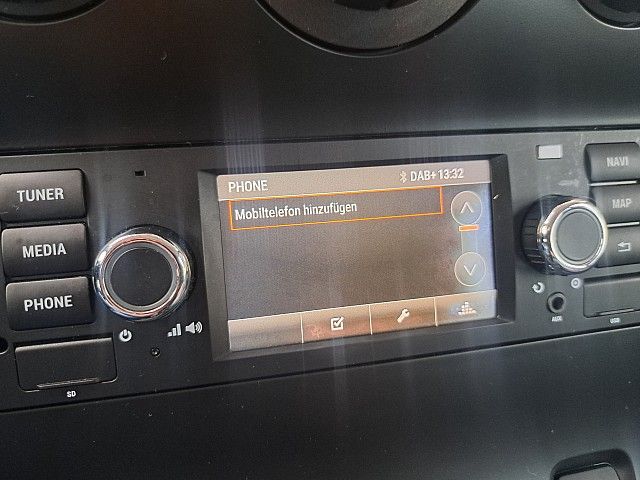 PHONE
DAB+ 13:32
Mobiltelefon hinzufügen
TUNER
MEDIA
PHONE
SD
NAVI
MAP
AUX
USB